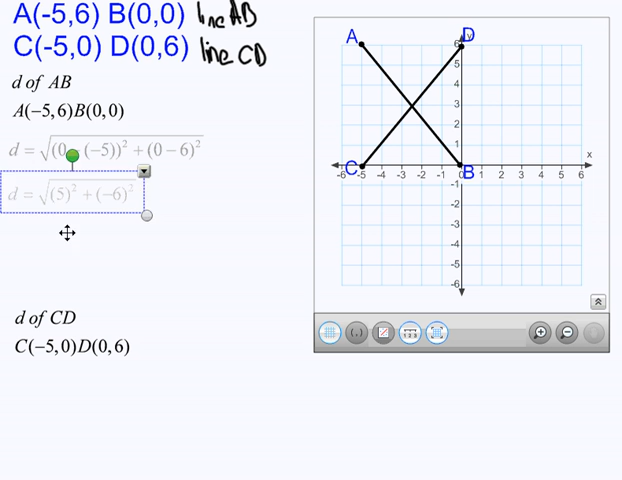 A(-5,6) B(0,0) line AB
C(-5,0) D(0,6) line CD
d of AB
A(−5,6)B(0,0)
d = √(0 − (−5))² + (0 − 6)²
d = √(5)² + (−6)²
d of CD
C(−5,0)D(0,6)
A D y
6
5
4
3
2
1
x
C B
-6 -5 -4 -3 -2 -1 0 1 2 3 4 5 6
-1
-2
-3
-4
-5
-6
(,)
1 2 3